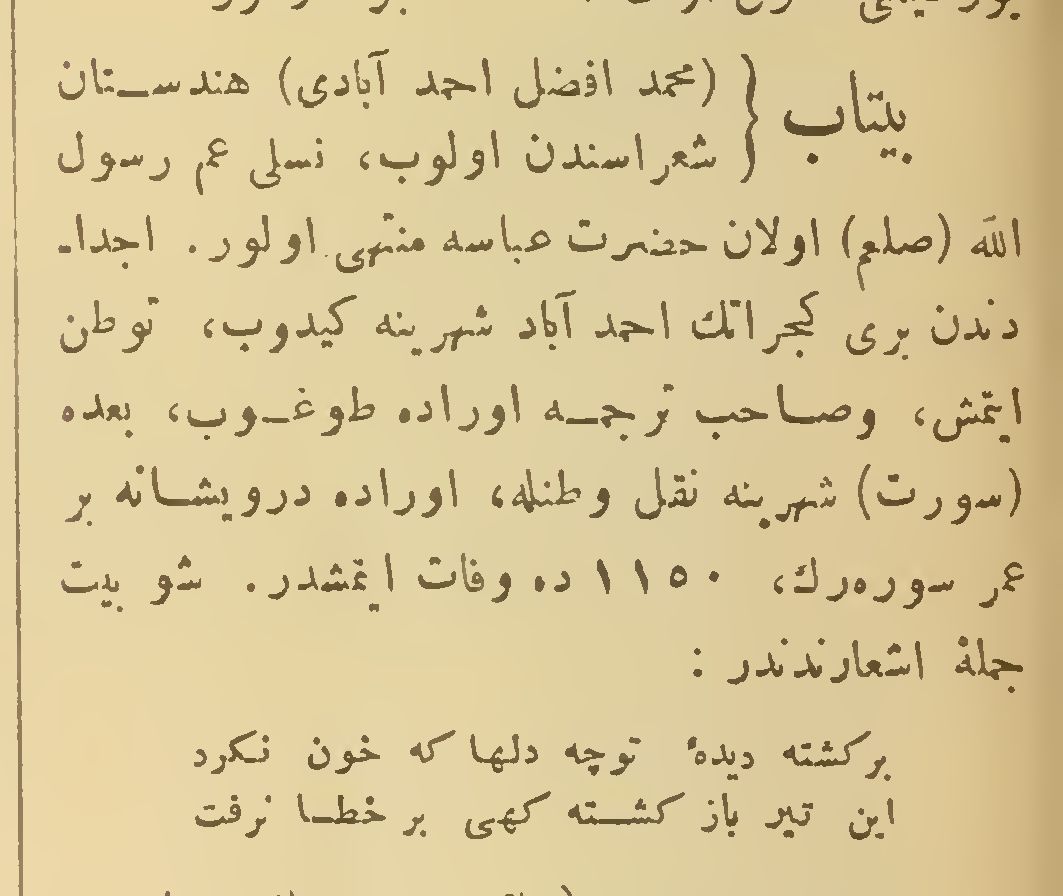 بیتاب { (محمد افضل احمد آبادی) هندستان
شعراسندن اولوب، نسلی عم رسول
الله (صلعم) اولان حضرت عباسه منتهی اولور. اجدا-
دندن بری کجراتك احمد آباد شهرینه کیدوب، توطن
ایتمش، وصاحب ترجمه اوراده طوغوب، بعده
(سورت) شهرینه نقل وطنله، اوراده درویشانه بر
عمر سوره‌رك، ۱۱۵۰ ده وفات ایتمشدر. شو بیت
جملهٔ اشعارندندر :
برکشته دیدهٔ توچه دلها که خون نکرد
این تیر باز کشته کهی بر خطا نرفت